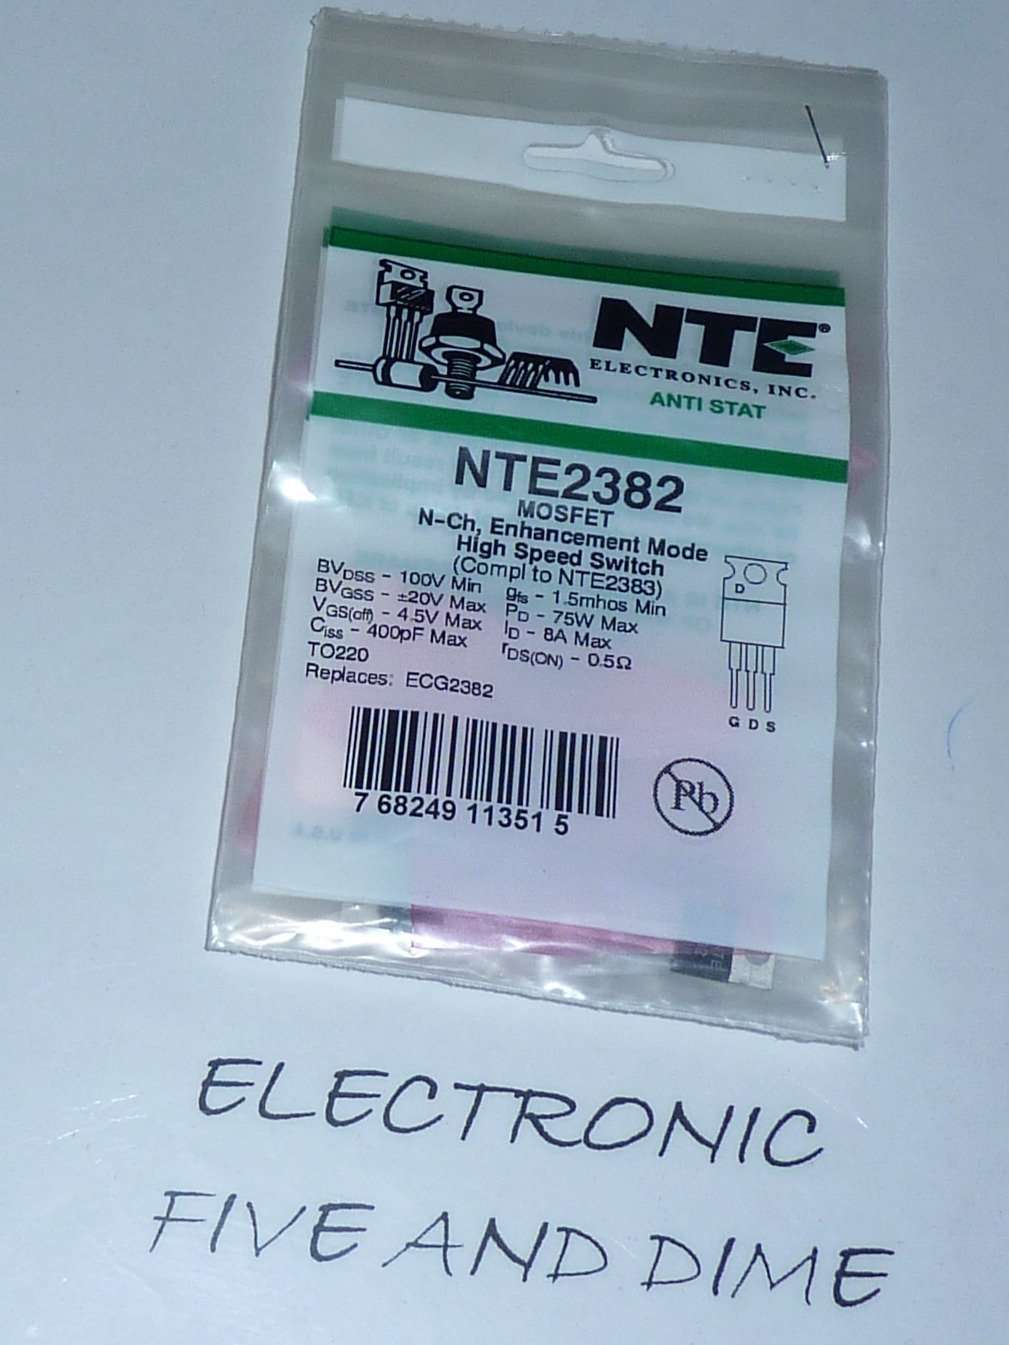 NTE®
ELECTRONICS, INC.
ANTI STAT
NTE2382
MOSFET
N-Ch, Enhancement Mode
High Speed Switch
(Compl to NTE2383)
BVDSS - 100V Min
BVGSS - ±20V Max
VGS(off) - 4.5V Max
Ciss - 400pF Max
TO220
Replaces: ECG2382
gfs - 1.5mhos Min
PD - 75W Max
ID - 8A Max
rDS(ON) - 0.5Ω
D
G D S
7 68249 11351 5
Pb
ELECTRONIC
FIVE AND DIME